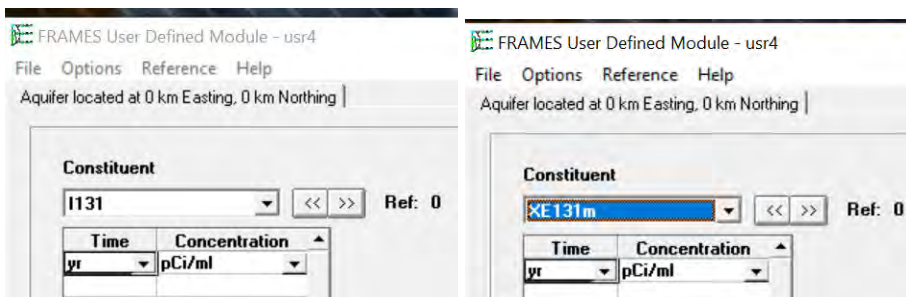 FRAMES User Defined Module - usr4
File Options Reference Help
Aquifer located at 0 km Easting, 0 km Northing
Constituent
I131 << >> Ref: 0
Time Concentration
yr pCi/ml
FRAMES User Defined Module - usr4
File Options Reference Help
Aquifer located at 0 km Easting, 0 km Northing
Constituent
XE131m << >> Ref: 0
Time Concentration
yr pCi/ml